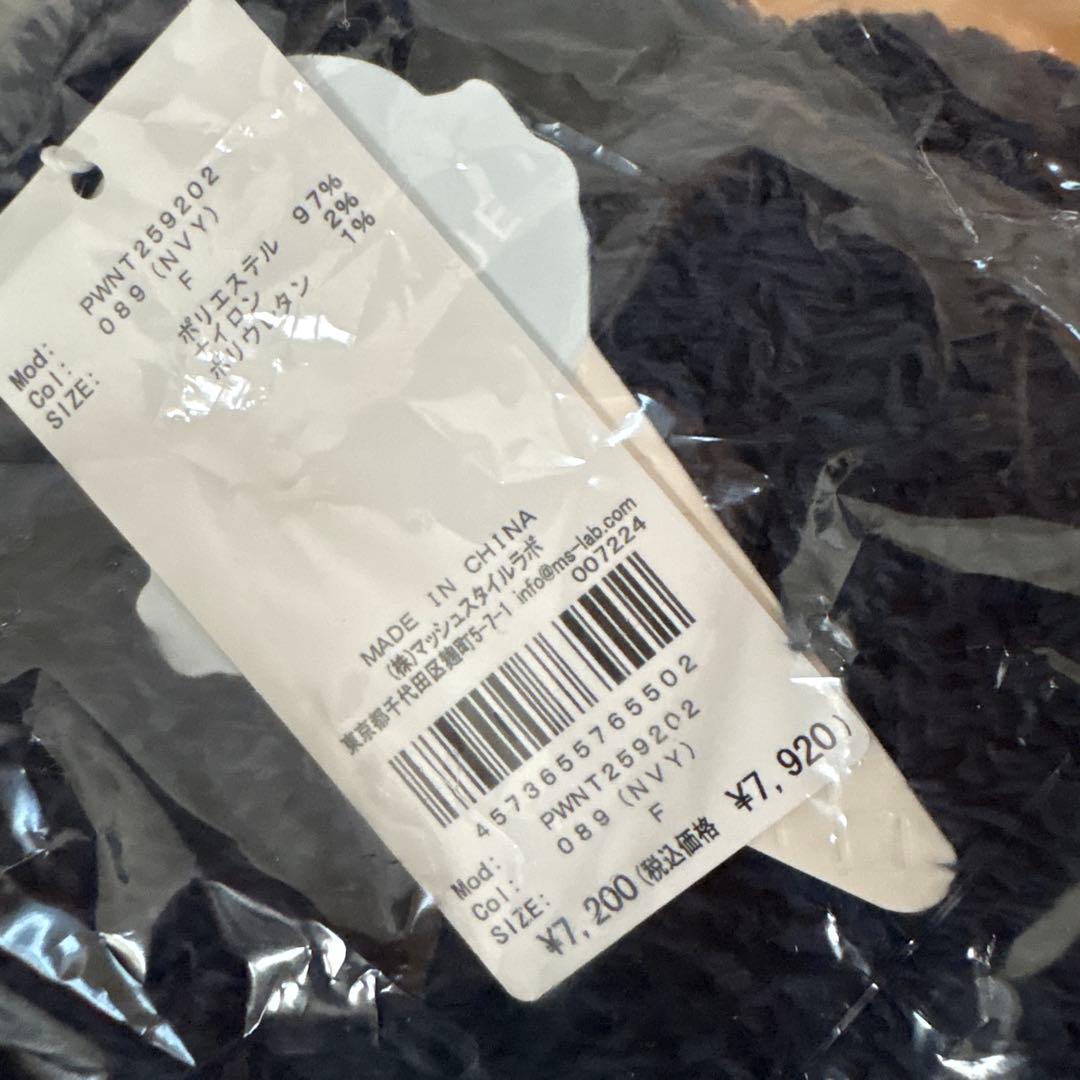 Mod: PWNT259202
Col: 089 (NVY)
SIZE: F
ポリエステル 97%
ナイロン 2%
ポリウレタン 1%
MADE IN CHINA
(株)マッシュスタイルラボ
東京都千代田区麹町5-7-1 info@ms-lab.com
007224
4573655765502
Mod: PWNT259202
Col: 089 (NVY)
SIZE: F
¥7,200(税込価格 ¥7,920)